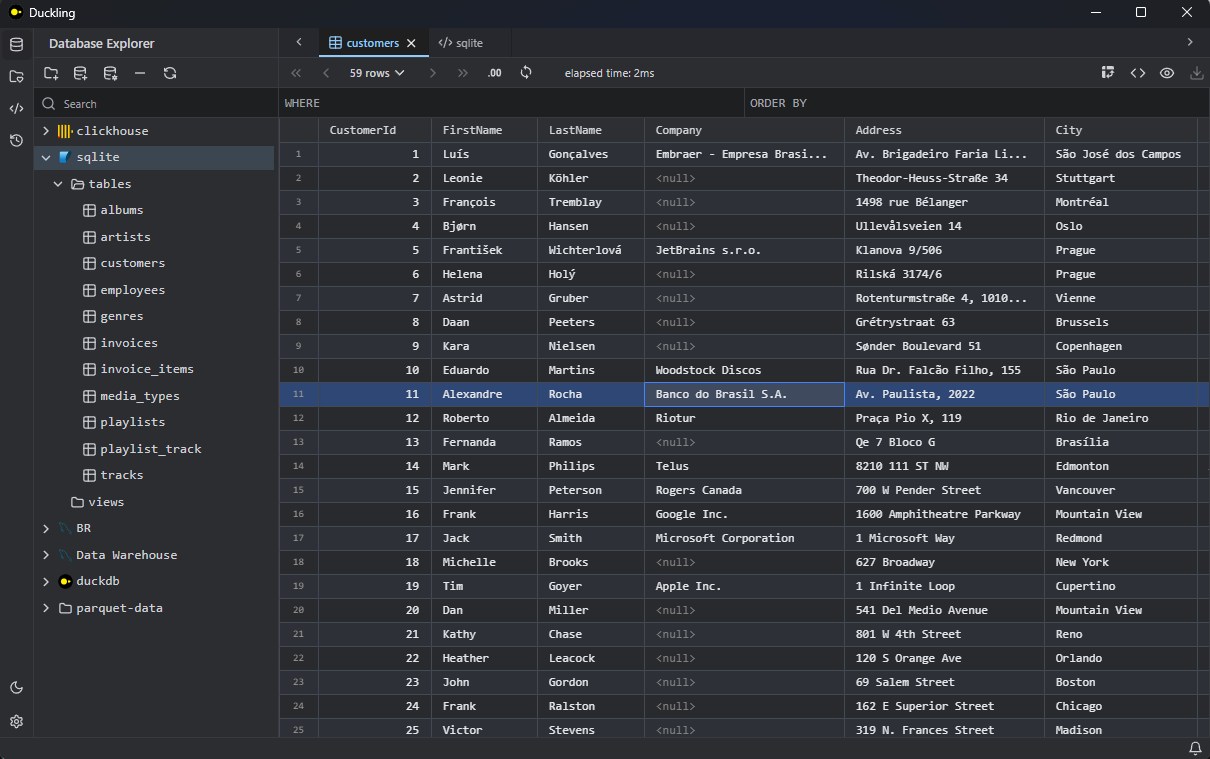 Duckling
Database Explorer
customers
sqlite
59 rows
.00
elapsed time: 2ms
Search
WHERE
ORDER BY
clickhouse
sqlite
tables
albums
artists
customers
employees
genres
invoices
invoice_items
media_types
playlists
playlist_track
tracks
views
BR
Data Warehouse
duckdb
parquet-data
CustomerId FirstName LastName Company Address City
1 1 Luís Gonçalves Embraer - Empresa Brasi... Av. Brigadeiro Faria Li... São José dos Campos
2 2 Leonie Köhler <null> Theodor-Heuss-Straße 34 Stuttgart
3 3 François Tremblay <null> 1498 rue Bélanger Montréal
4 4 Bjørn Hansen <null> Ullevålsveien 14 Oslo
5 5 František Wichterlová JetBrains s.r.o. Klanova 9/506 Prague
6 6 Helena Holý <null> Rilská 3174/6 Prague
7 7 Astrid Gruber <null> Rotenturmstraße 4, 1010... Vienne
8 8 Daan Peeters <null> Grétrystraat 63 Brussels
9 9 Kara Nielsen <null> Sønder Boulevard 51 Copenhagen
10 10 Eduardo Martins Woodstock Discos Rua Dr. Falcão Filho, 155 São Paulo
11 11 Alexandre Rocha Banco do Brasil S.A. Av. Paulista, 2022 São Paulo
12 12 Roberto Almeida Riotur Praça Pio X, 119 Rio de Janeiro
13 13 Fernanda Ramos <null> Qe 7 Bloco G Brasília
14 14 Mark Philips Telus 8210 111 ST NW Edmonton
15 15 Jennifer Peterson Rogers Canada 700 W Pender Street Vancouver
16 16 Frank Harris Google Inc. 1600 Amphitheatre Parkway Mountain View
17 17 Jack Smith Microsoft Corporation 1 Microsoft Way Redmond
18 18 Michelle Brooks <null> 627 Broadway New York
19 19 Tim Goyer Apple Inc. 1 Infinite Loop Cupertino
20 20 Dan Miller <null> 541 Del Medio Avenue Mountain View
21 21 Kathy Chase <null> 801 W 4th Street Reno
22 22 Heather Leacock <null> 120 S Orange Ave Orlando
23 23 John Gordon <null> 69 Salem Street Boston
24 24 Frank Ralston <null> 162 E Superior Street Chicago
25 25 Victor Stevens <null> 319 N. Frances Street Madison